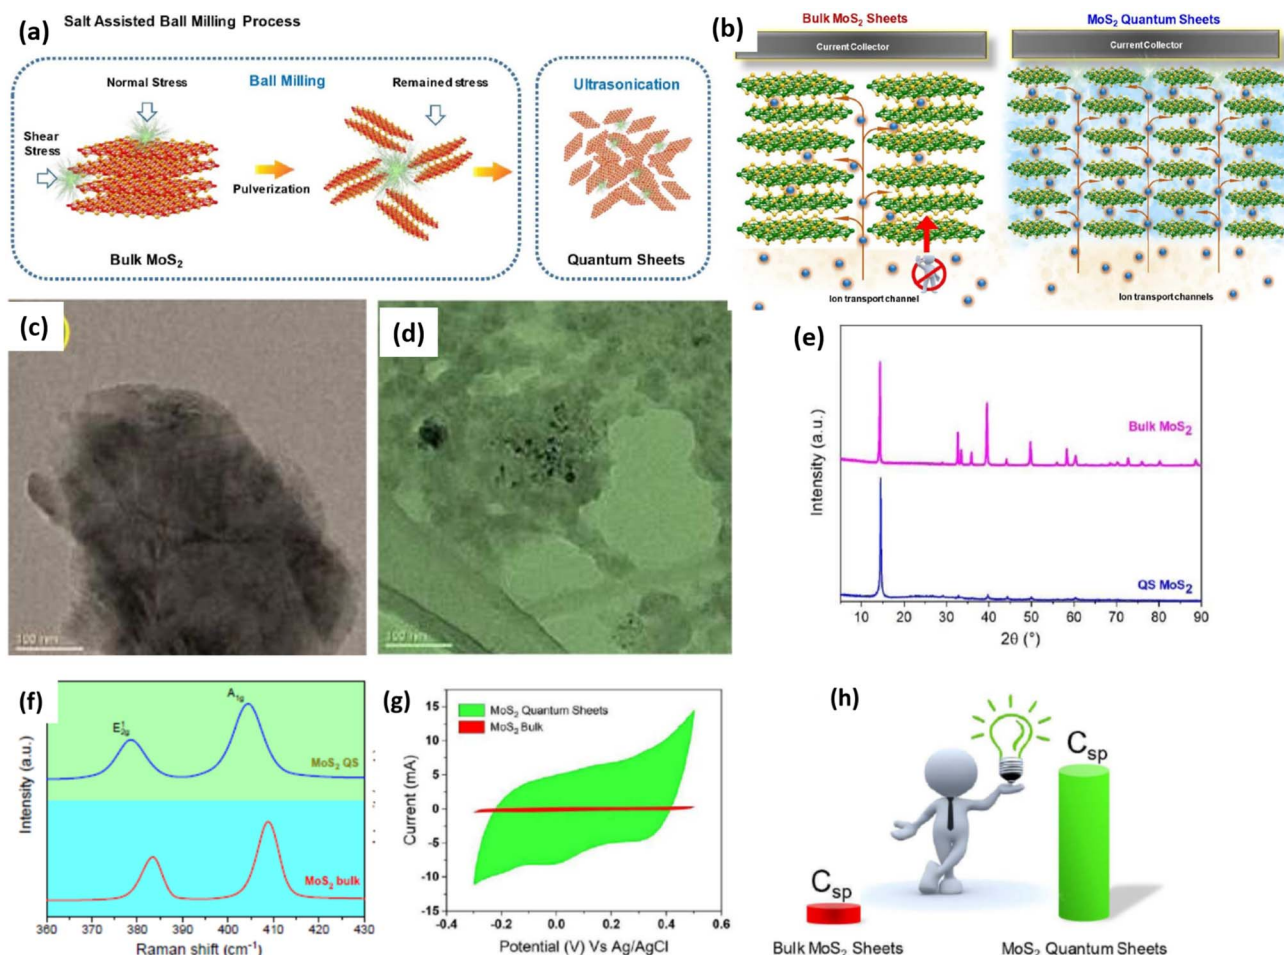 (a)
Salt Assisted Ball Milling Process
Normal Stress
Ball Milling
Remained stress
Shear
Stress
Pulverization
Bulk MoS2
Ultrasonication
Quantum Sheets
(b)
Bulk MoS2 Sheets
Current Collector
Ion transport channel
MoS2 Quantum Sheets
Current Collector
Ion transport channels
(c)
100 nm
(d)
100 nm
(e)
Intensity (a.u.)
Bulk MoS2
QS MoS2
10 20 30 40 50 60 70 80 90
2θ (°)
(f)
Intensity (a.u.)
E¹2g
A1g
MoS2 QS
MoS2 bulk
360 370 380 390 400 410 420 430
Raman shift (cm-1)
(g)
MoS2 Quantum Sheets
MoS2 Bulk
Current (mA)
15
10
5
0
-5
-10
-15
-0.4 -0.2 0.0 0.2 0.4 0.6
Potential (V) Vs Ag/AgCl
(h)
Csp
Csp
Bulk MoS2 Sheets
MoS2 Quantum Sheets